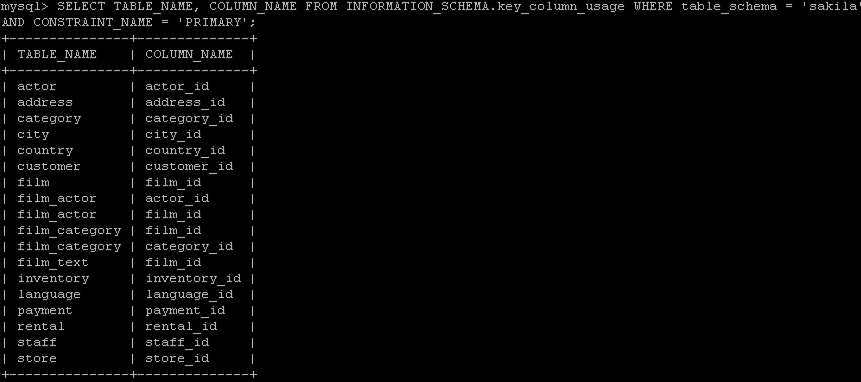 mysql> SELECT TABLE_NAME, COLUMN_NAME FROM INFORMATION_SCHEMA.key_column_usage WHERE table_schema = 'sakila'
AND CONSTRAINT_NAME = 'PRIMARY';
+---------------+--------------+
| TABLE_NAME    | COLUMN_NAME  |
+---------------+--------------+
| actor         | actor_id     |
| address       | address_id   |
| category      | category_id  |
| city          | city_id      |
| country       | country_id   |
| customer      | customer_id  |
| film          | film_id      |
| film_actor    | actor_id     |
| film_actor    | film_id      |
| film_category | film_id      |
| film_category | category_id  |
| film_text     | film_id      |
| inventory     | inventory_id |
| language      | language_id  |
| payment       | payment_id   |
| rental        | rental_id    |
| staff         | staff_id     |
| store         | store_id     |
+---------------+--------------+